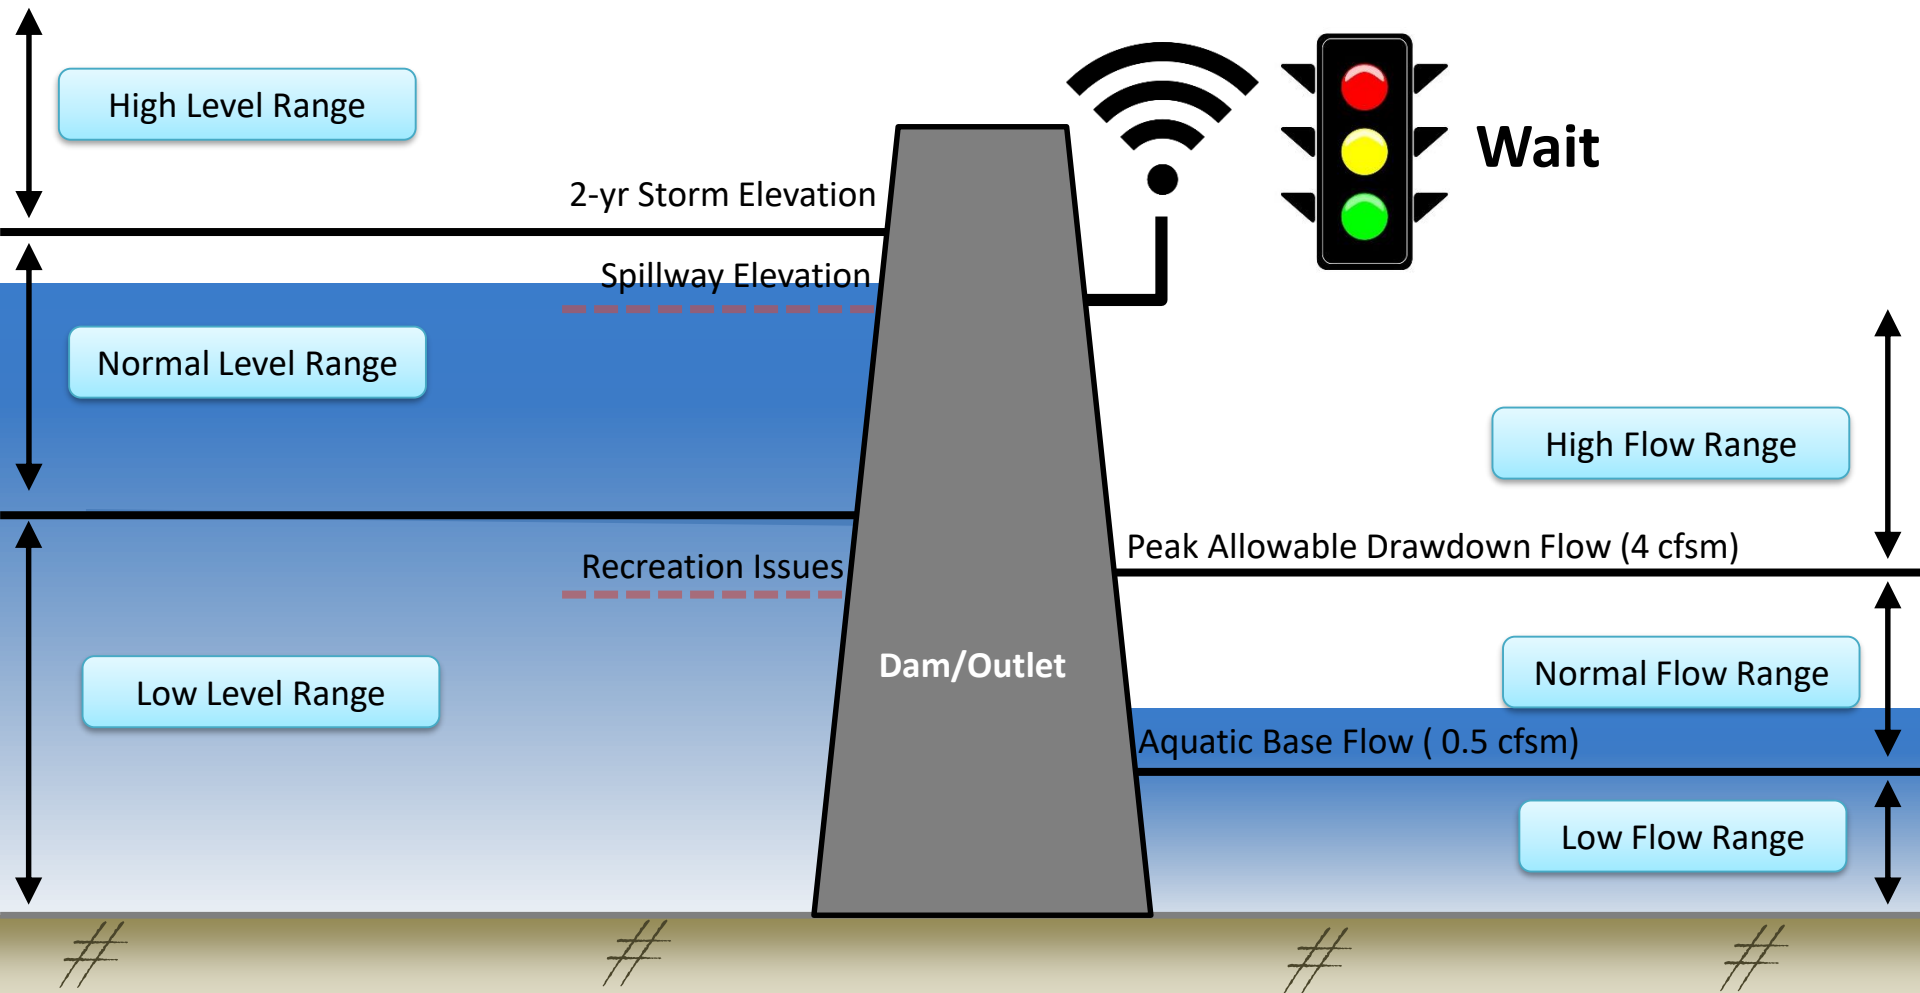 High Level Range
Wait
2-yr Storm Elevation
Spillway Elevation
Normal Level Range
High Flow Range
Peak Allowable Drawdown Flow (4 cfsm)
Recreation Issues
Dam/Outlet
Normal Flow Range
Low Level Range
Aquatic Base Flow ( 0.5 cfsm)
Low Flow Range